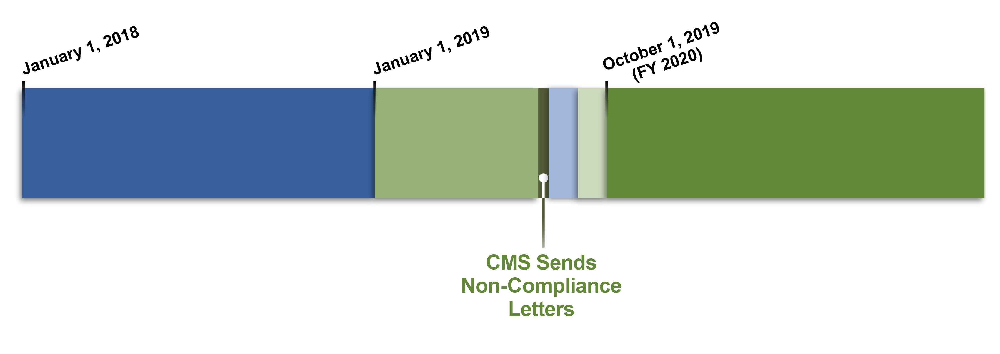 January 1, 2018
January 1, 2019
October 1, 2019
(FY 2020)
CMS Sends
Non-Compliance
Letters